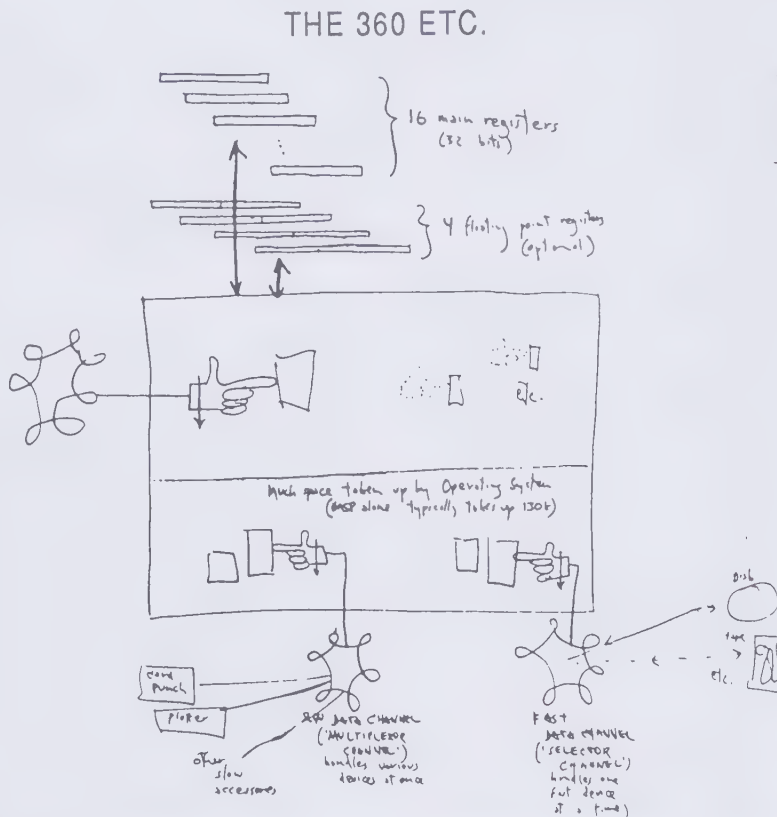 THE 360 ETC.
16 main registers
(32 bits)
4 floating point registers
(optional)
etc.
Much space taken up by Operating System
(HASP alone typically takes up 130k)
Disk
tape
etc.
card
punch
plotter
other
slow
accessories
SLOW DATA CHANNEL
('MULTIPLEXOR
CHANNEL')
handles various
devices at once
FAST
DATA CHANNEL
('SELECTOR
CHANNEL')
handles one
fast device
at a time)